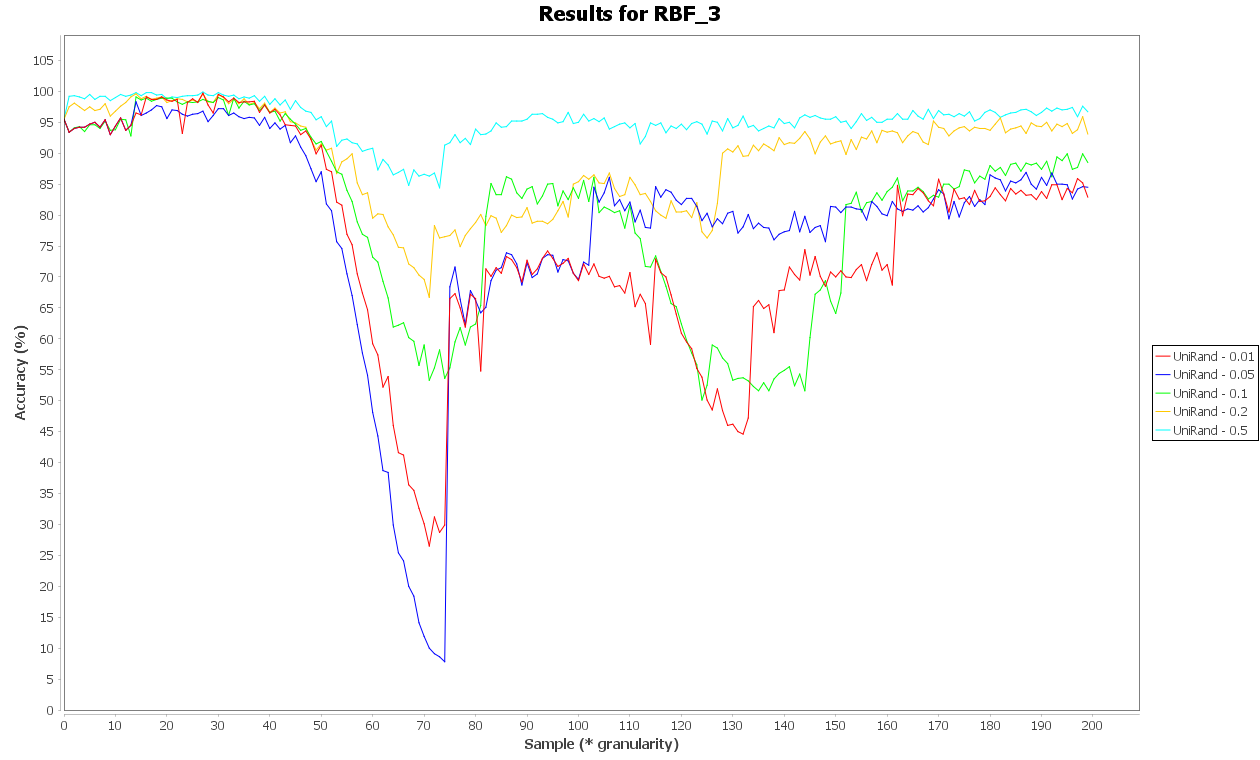 Results for RBF_3
105
100
95
90
85
80
75
70
65
60
55
50
45
40
35
30
25
20
15
10
5
0
Accuracy (%)
0 10 20 30 40 50 60 70 80 90 100 110 120 130 140 150 160 170 180 190 200
Sample (* granularity)
UniRand - 0.01
UniRand - 0.05
UniRand - 0.1
UniRand - 0.2
UniRand - 0.5